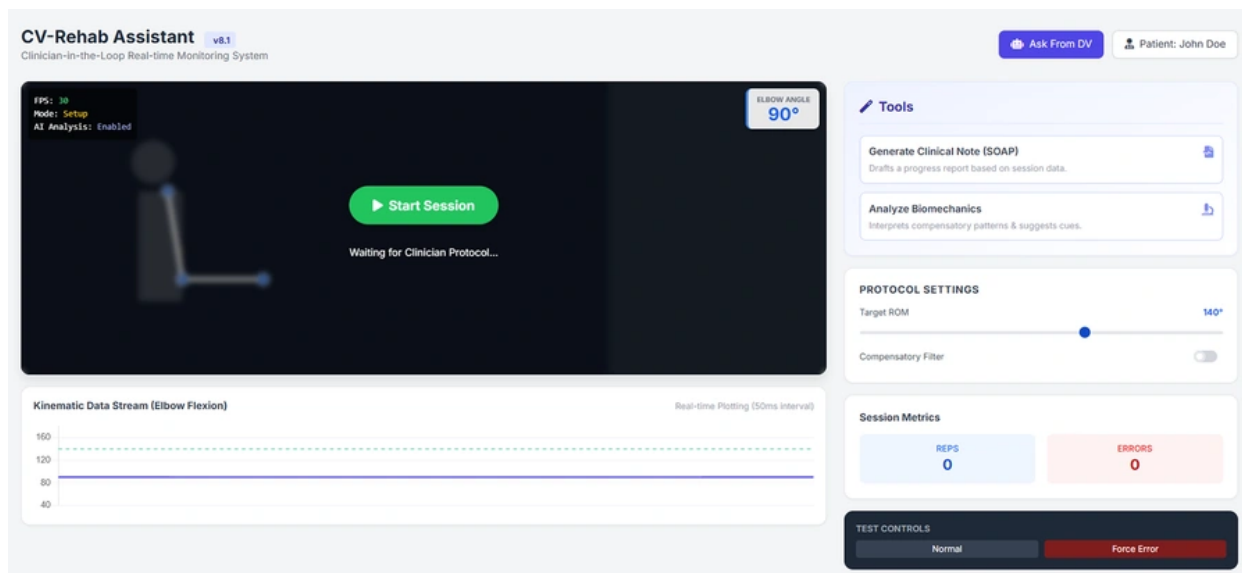 CV-Rehab Assistant v8.1
Clinician-in-the-Loop Real-time Monitoring System
Ask From DV
Patient: John Doe
FPS: 30
Mode: Setup
AI Analysis: Enabled
ELBOW ANGLE
90°
Start Session
Waiting for Clinician Protocol...
Kinematic Data Stream (Elbow Flexion)
Real-time Plotting (50ms interval)
160
120
80
40
Tools
Generate Clinical Note (SOAP)
Drafts a progress report based on session data.
Analyze Biomechanics
Interprets compensatory patterns & suggests cues.
PROTOCOL SETTINGS
Target ROM 140°
Compensatory Filter
Session Metrics
REPS ERRORS
0 0
TEST CONTROLS
Normal Force Error